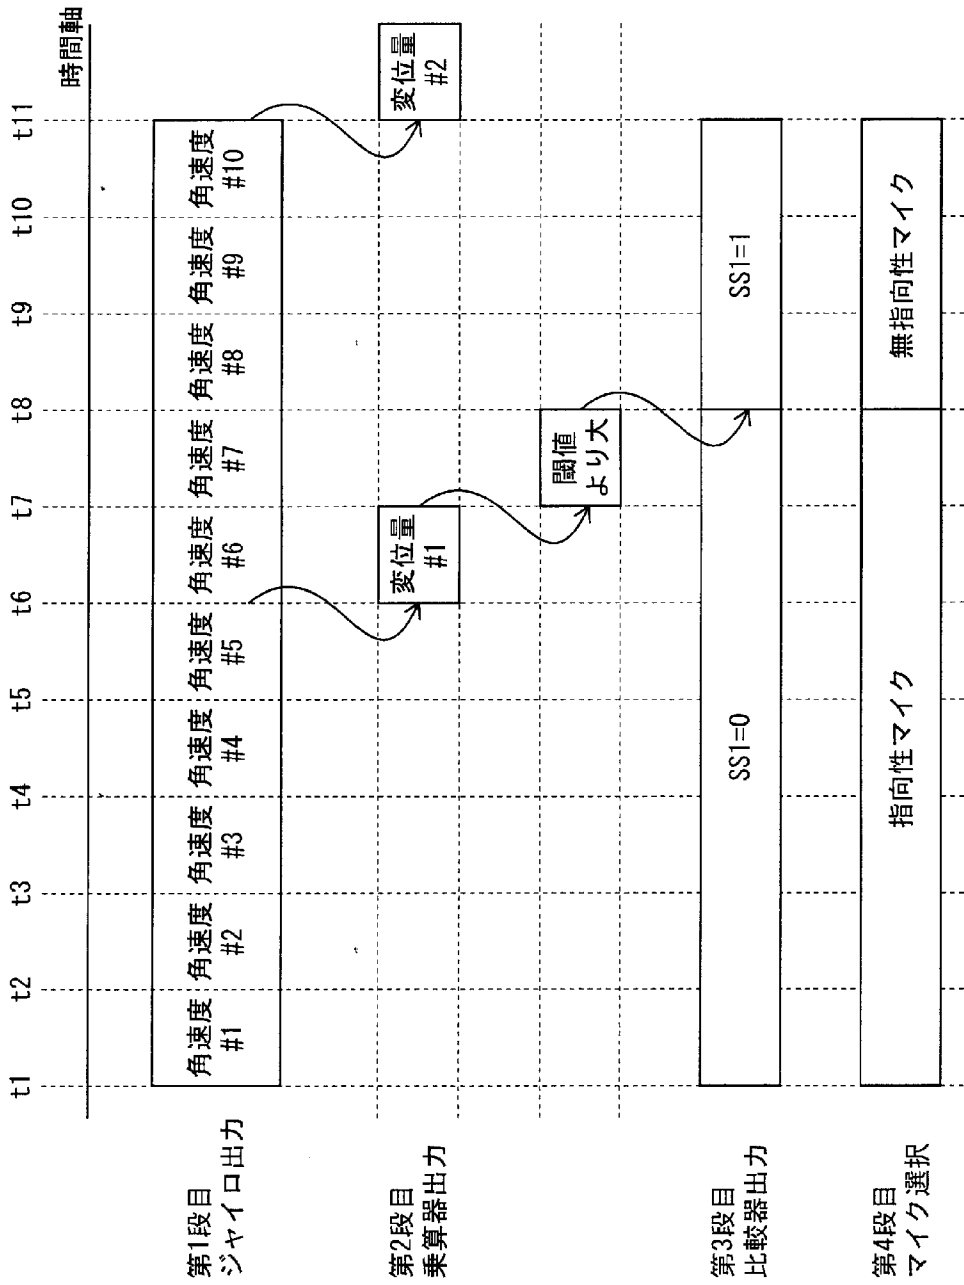 t1 t2 t3 t4 t5 t6 t7 t8 t9 t10 t11
時間軸
第1段目
ジャイロ出力
角速度
#1
角速度
#2
角速度
#3
角速度
#4
角速度
#5
角速度
#6
角速度
#7
角速度
#8
角速度
#9
角速度
#10
第2段目
乗算器出力
変位量
#1
変位量
#2
閾値
より大
第3段目
比較器出力
SS1=0
SS1=1
第4段目
マイク選択
指向性マイク
無指向性マイク